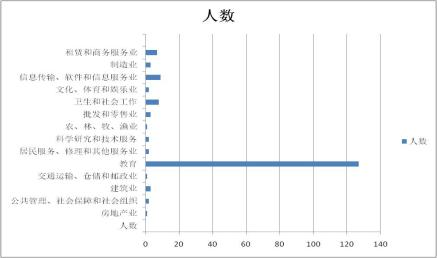 人数
租赁和商务服务业
制造业
信息传输、软件和信息服务业
文化、体育和娱乐业
卫生和社会工作
批发和零售业
农、林、牧、渔业
科学研究和技术服务
居民服务、修理和其他服务业
教育
交通运输、仓储和邮政业
建筑业
公共管理、社会保障和社会组织
房地产业
人数
0 20 40 60 80 100 120 140
人数